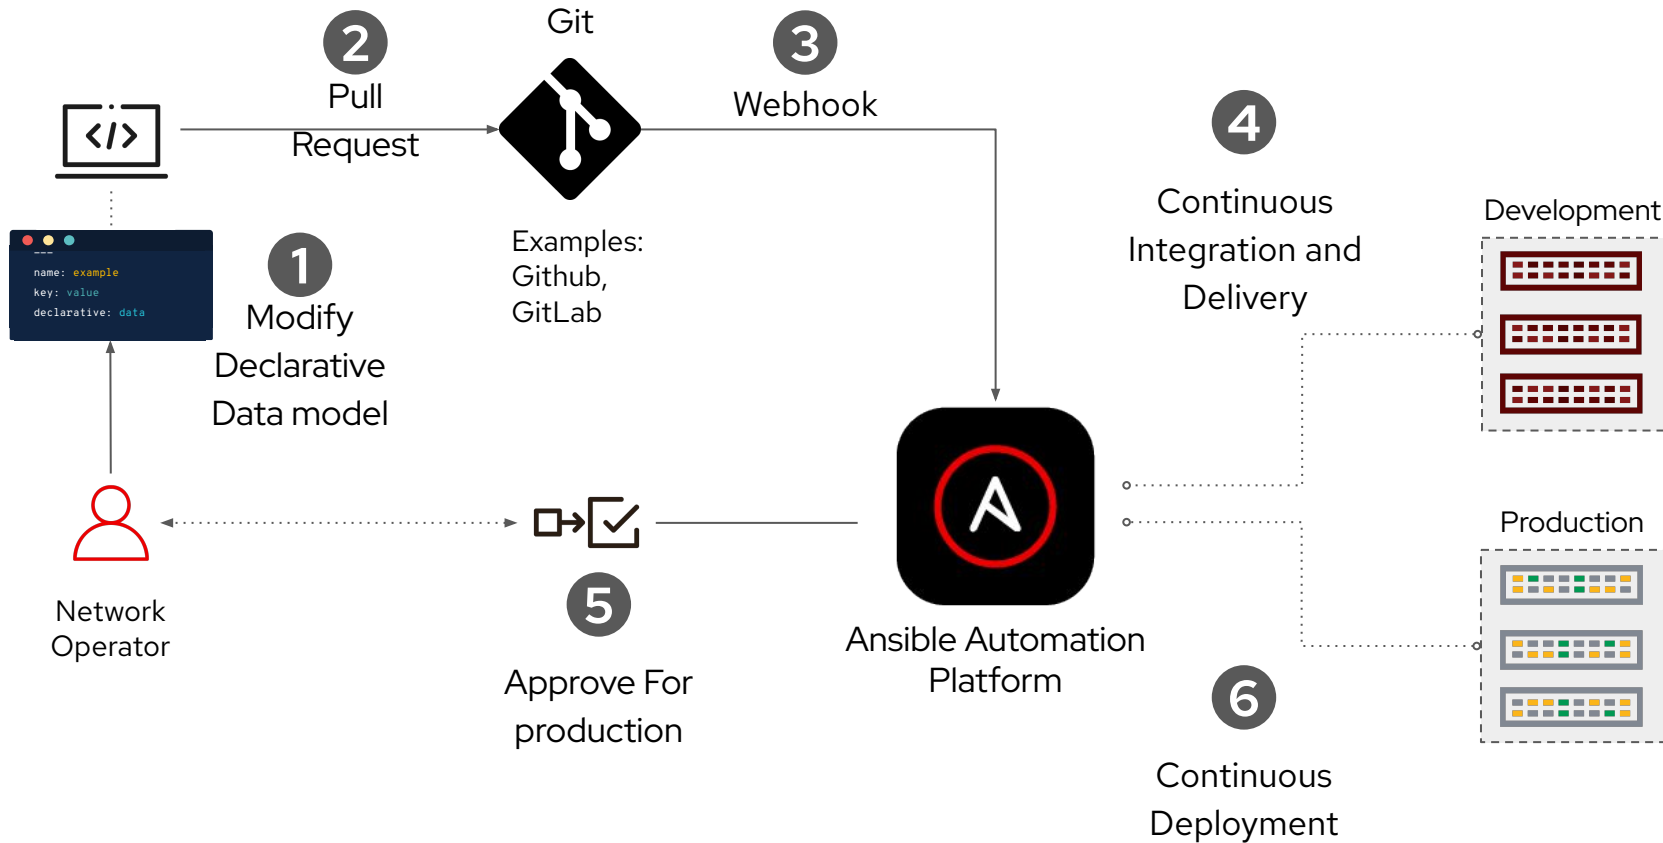 2
Pull
Request
Git
3
Webhook
4
Continuous
Integration and
Delivery
Development
---
name: example
key: value
declarative: data
1
Modify
Declarative
Data model
Examples:
Github,
GitLab
Network
Operator
5
Approve For
production
Ansible Automation
Platform
Production
6
Continuous
Deployment